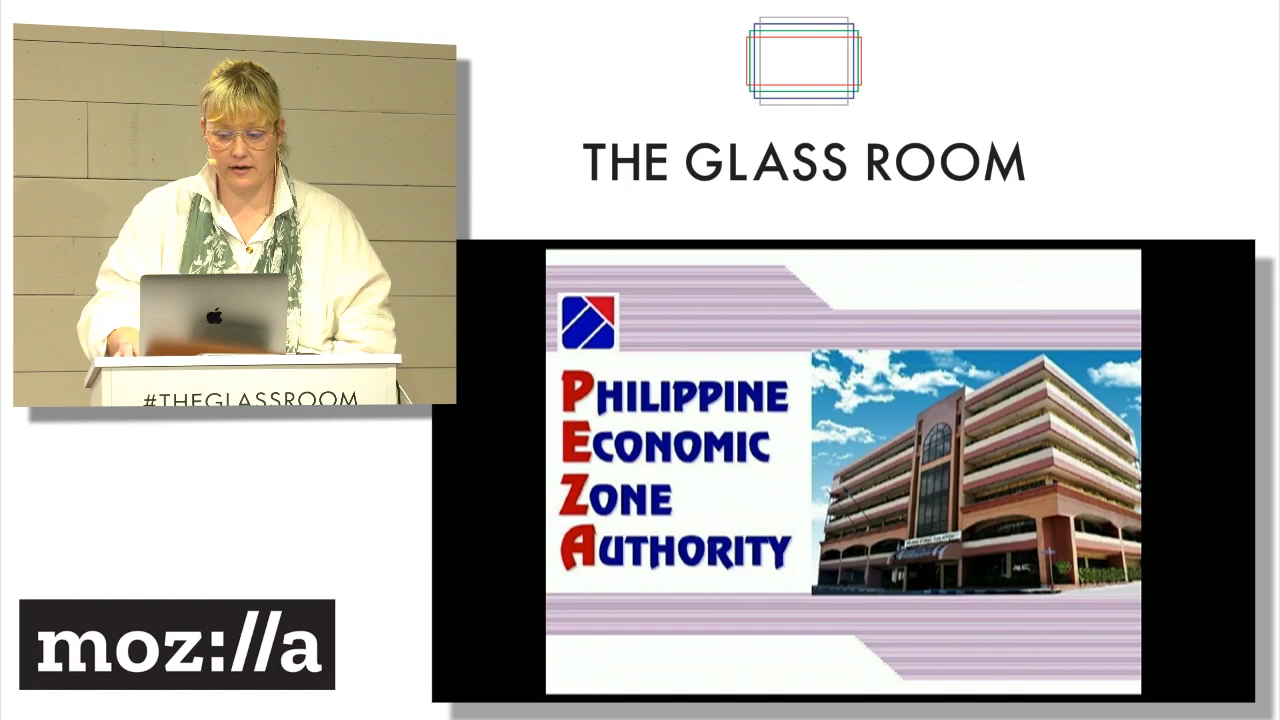 THE GLASS ROOM
#THEGLASSROOM
PHILIPPINE
ECONOMIC
ZONE
AUTHORITY
moz://a